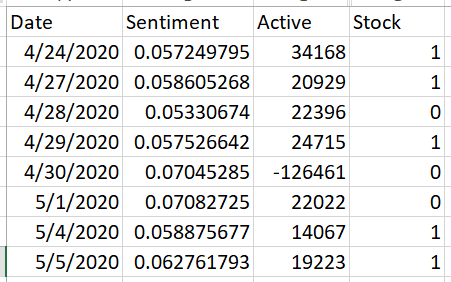 Date Sentiment Active Stock
4/24/2020 0.057249795 34168 1
4/27/2020 0.058605268 20929 1
4/28/2020 0.05330674 22396 0
4/29/2020 0.057526642 24715 1
4/30/2020 0.07045285 -126461 0
5/1/2020 0.07082725 22022 0
5/4/2020 0.058875677 14067 1
5/5/2020 0.062761793 19223 1